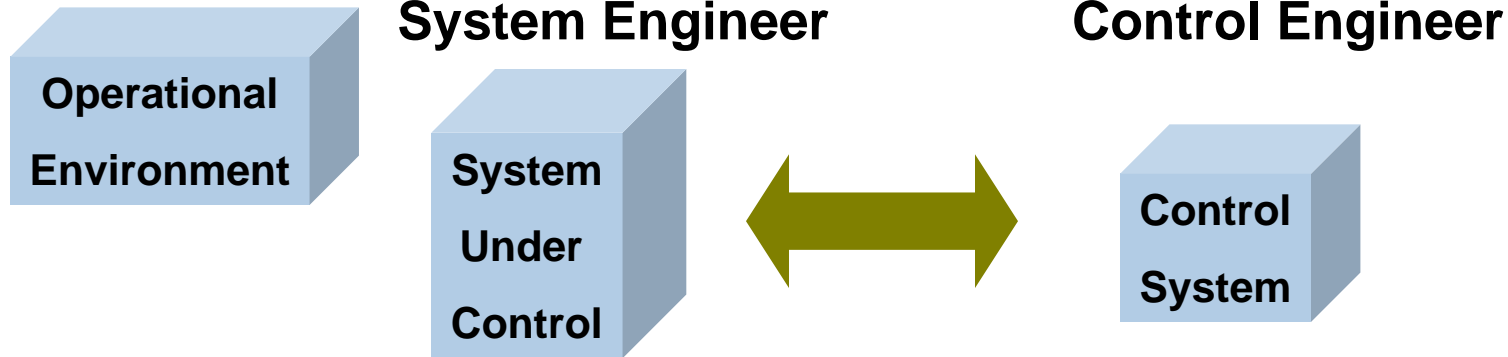 System Engineer
Control Engineer
Operational
Environment
System
Under
Control
Control
System